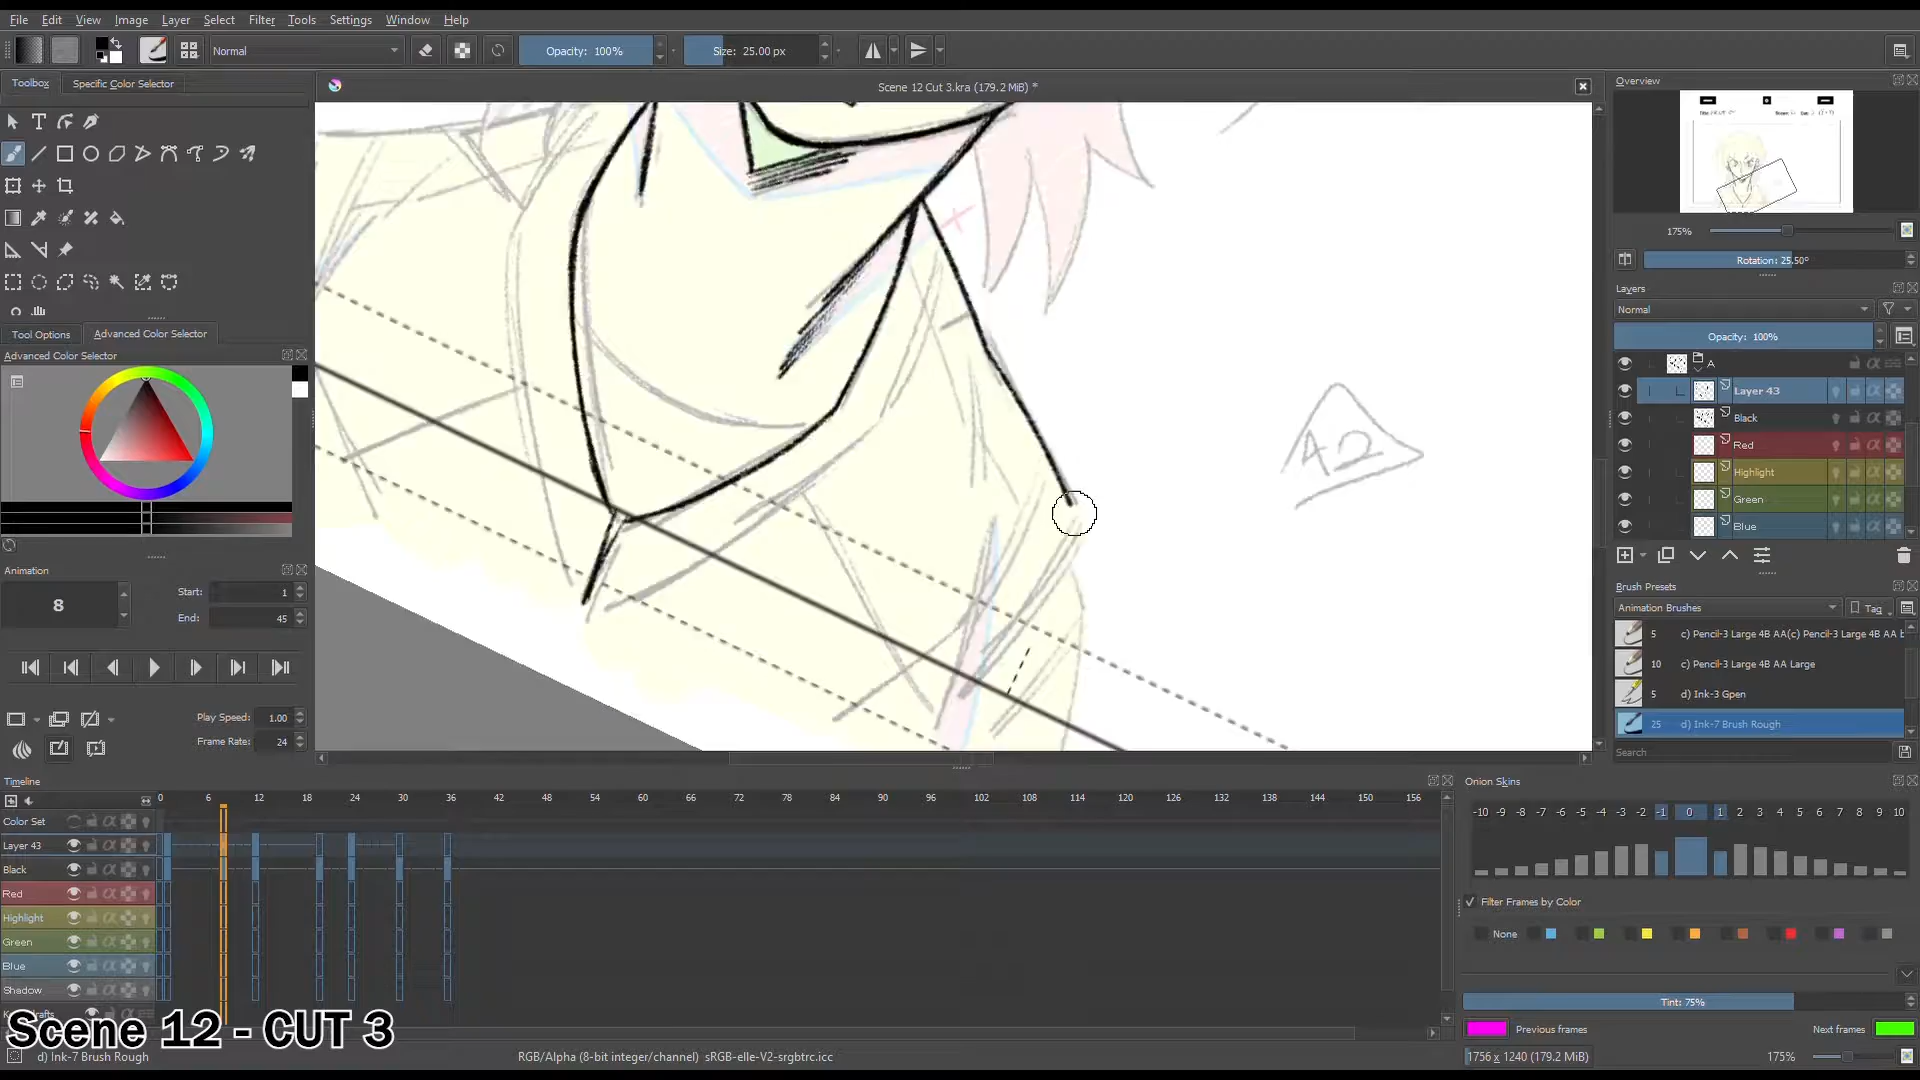 File Edit View Image Layer Select Filter Tools Settings Window Help
Normal Opacity: 100% Size: 25.00 px
Toolbox Specific Color Selector
Scene 12 Cut 3.kra (179.2 MiB) *
Overview
175%
Rotation: 25.50°
Layers
Normal
Opacity: 100%
A
Layer 43
Black
Red
Highlight
Green
Blue
Tool Options Advanced Color Selector
Advanced Color Selector
A2
Animation
8
Start: 1
End: 45
Play Speed: 1.00
Frame Rate: 24
Brush Presets
Animation Brushes Tag
5 c) Pencil-3 Large 4B AA(c) Pencil-3 Large 4B AA
10 c) Pencil-3 Large 4B AA Large
5 d) Ink-3 Gpen
25 d) Ink-7 Brush Rough
Search
Timeline
0 6 12 18 24 30 36 42 48 54 60 66 72 78 84 90 96 102 108 114 120 126 132 138 144 150 156
Color Set
Layer 43
Black
Red
Highlight
Green
Blue
Shadow
Onion Skins
-10 -9 -8 -7 -6 -5 -4 -3 -2 -1 0 1 2 3 4 5 6 7 8 9 10
Filter Frames by Color
None
Tint: 75%
Previous frames Next frames
Scene 12 - CUT 3
d) Ink-7 Brush Rough
RGB/Alpha (8-bit integer/channel) sRGB-elle-V2-srgbtrc.icc
1756 x 1240 (179.2 MiB)
175%